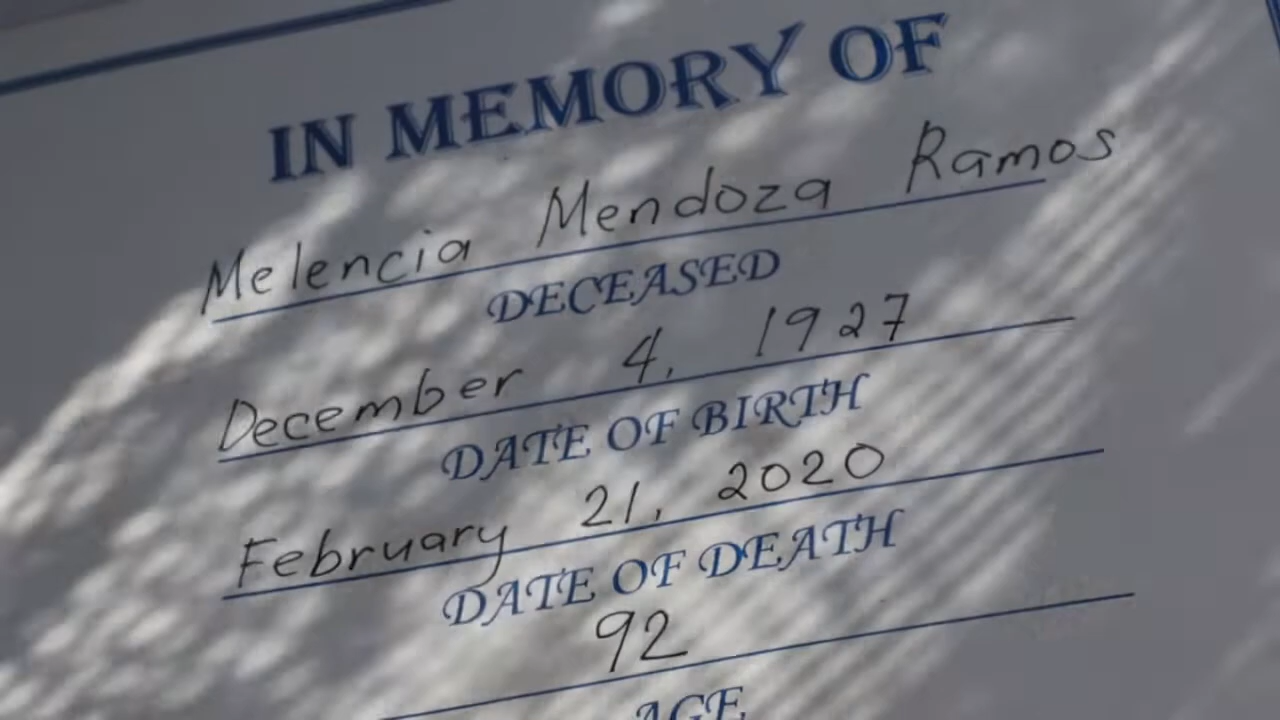 IN MEMORY OF
Melencia Mendoza Ramos
DECEASED
December 4, 1927
DATE OF BIRTH
February 21, 2020
DATE OF DEATH
92
AGE